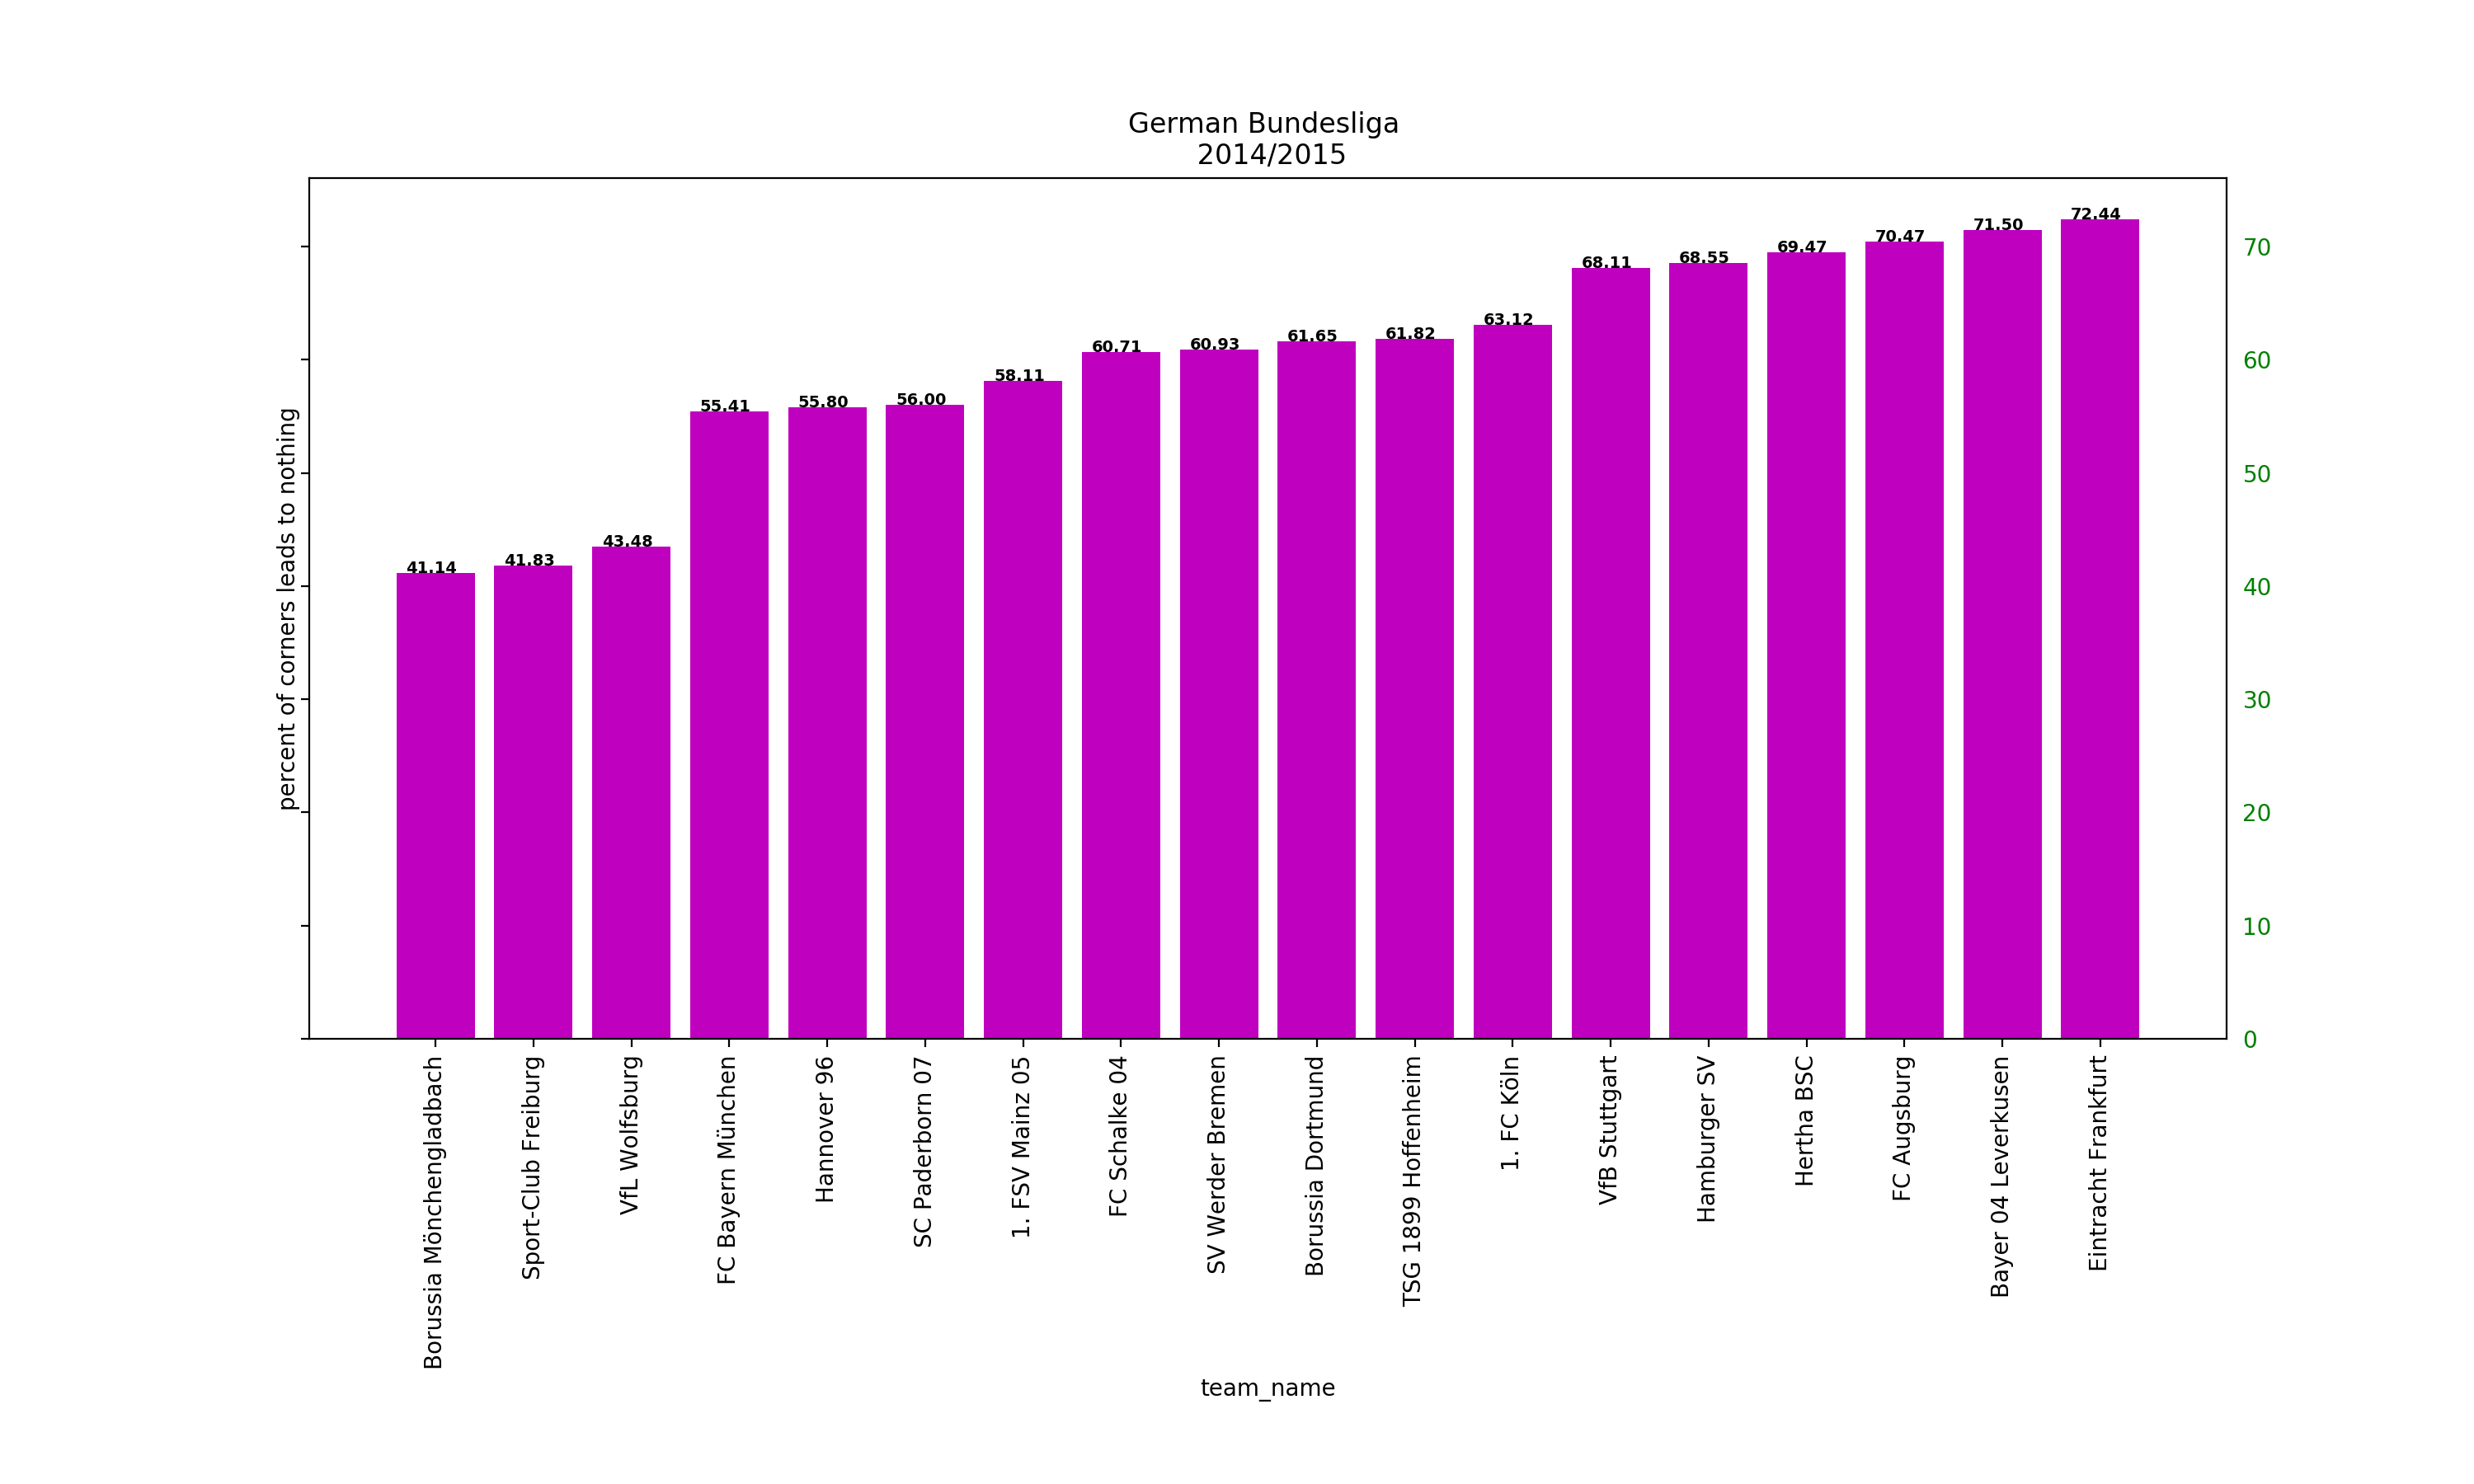 German Bundesliga
2014/2015
percent of corners leads to nothing
41.14
41.83
43.48
55.41
55.80
56.00
58.11
60.71
60.93
61.65
61.82
63.12
68.11
68.55
69.47
70.47
71.50
72.44
70
60
50
40
30
20
10
0
Borussia Mönchengladbach
Sport-Club Freiburg
VfL Wolfsburg
FC Bayern München
Hannover 96
SC Paderborn 07
1. FSV Mainz 05
FC Schalke 04
SV Werder Bremen
Borussia Dortmund
TSG 1899 Hoffenheim
1. FC Köln
VfB Stuttgart
Hamburger SV
Hertha BSC
FC Augsburg
Bayer 04 Leverkusen
Eintracht Frankfurt
team_name